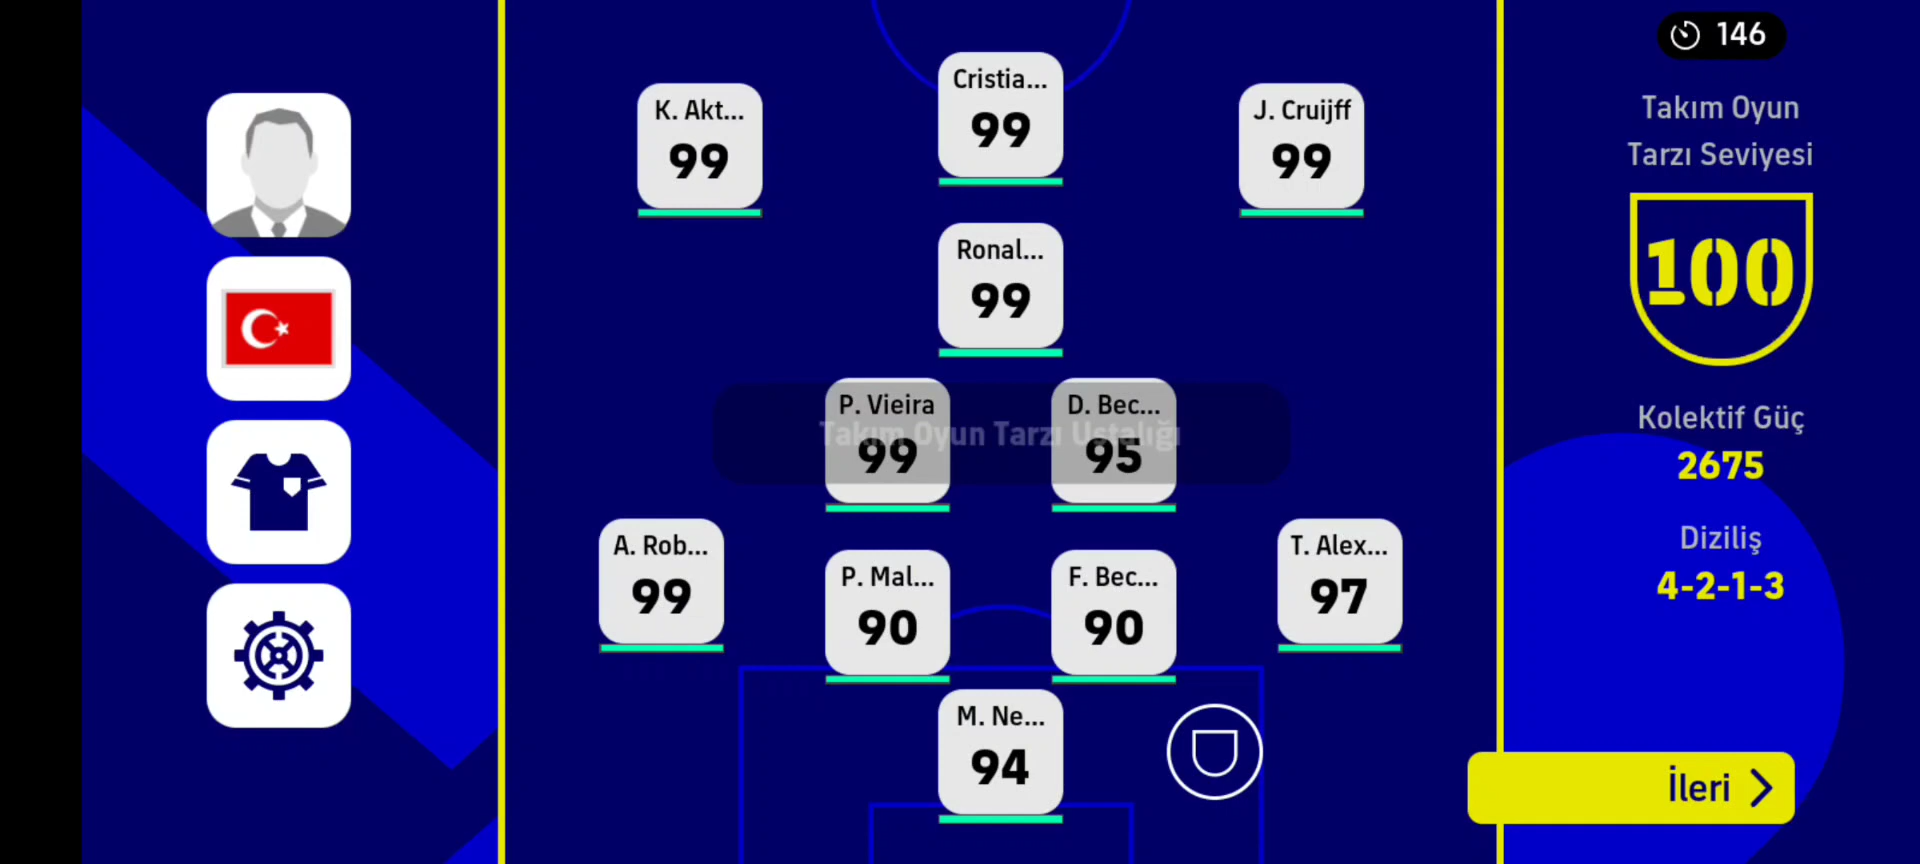 146
Takım Oyun
Tarzı Seviyesi
100
Kolektif Güç
2675
Diziliş
4-2-1-3
İleri
K. Akt...
99
Cristia...
99
J. Cruijff
99
Ronal...
99
P. Vieira
99
D. Bec...
95
Takım Oyun Tarzı Ustalığı
A. Rob...
99
P. Mal...
90
F. Bec...
90
T. Alex...
97
M. Ne...
94